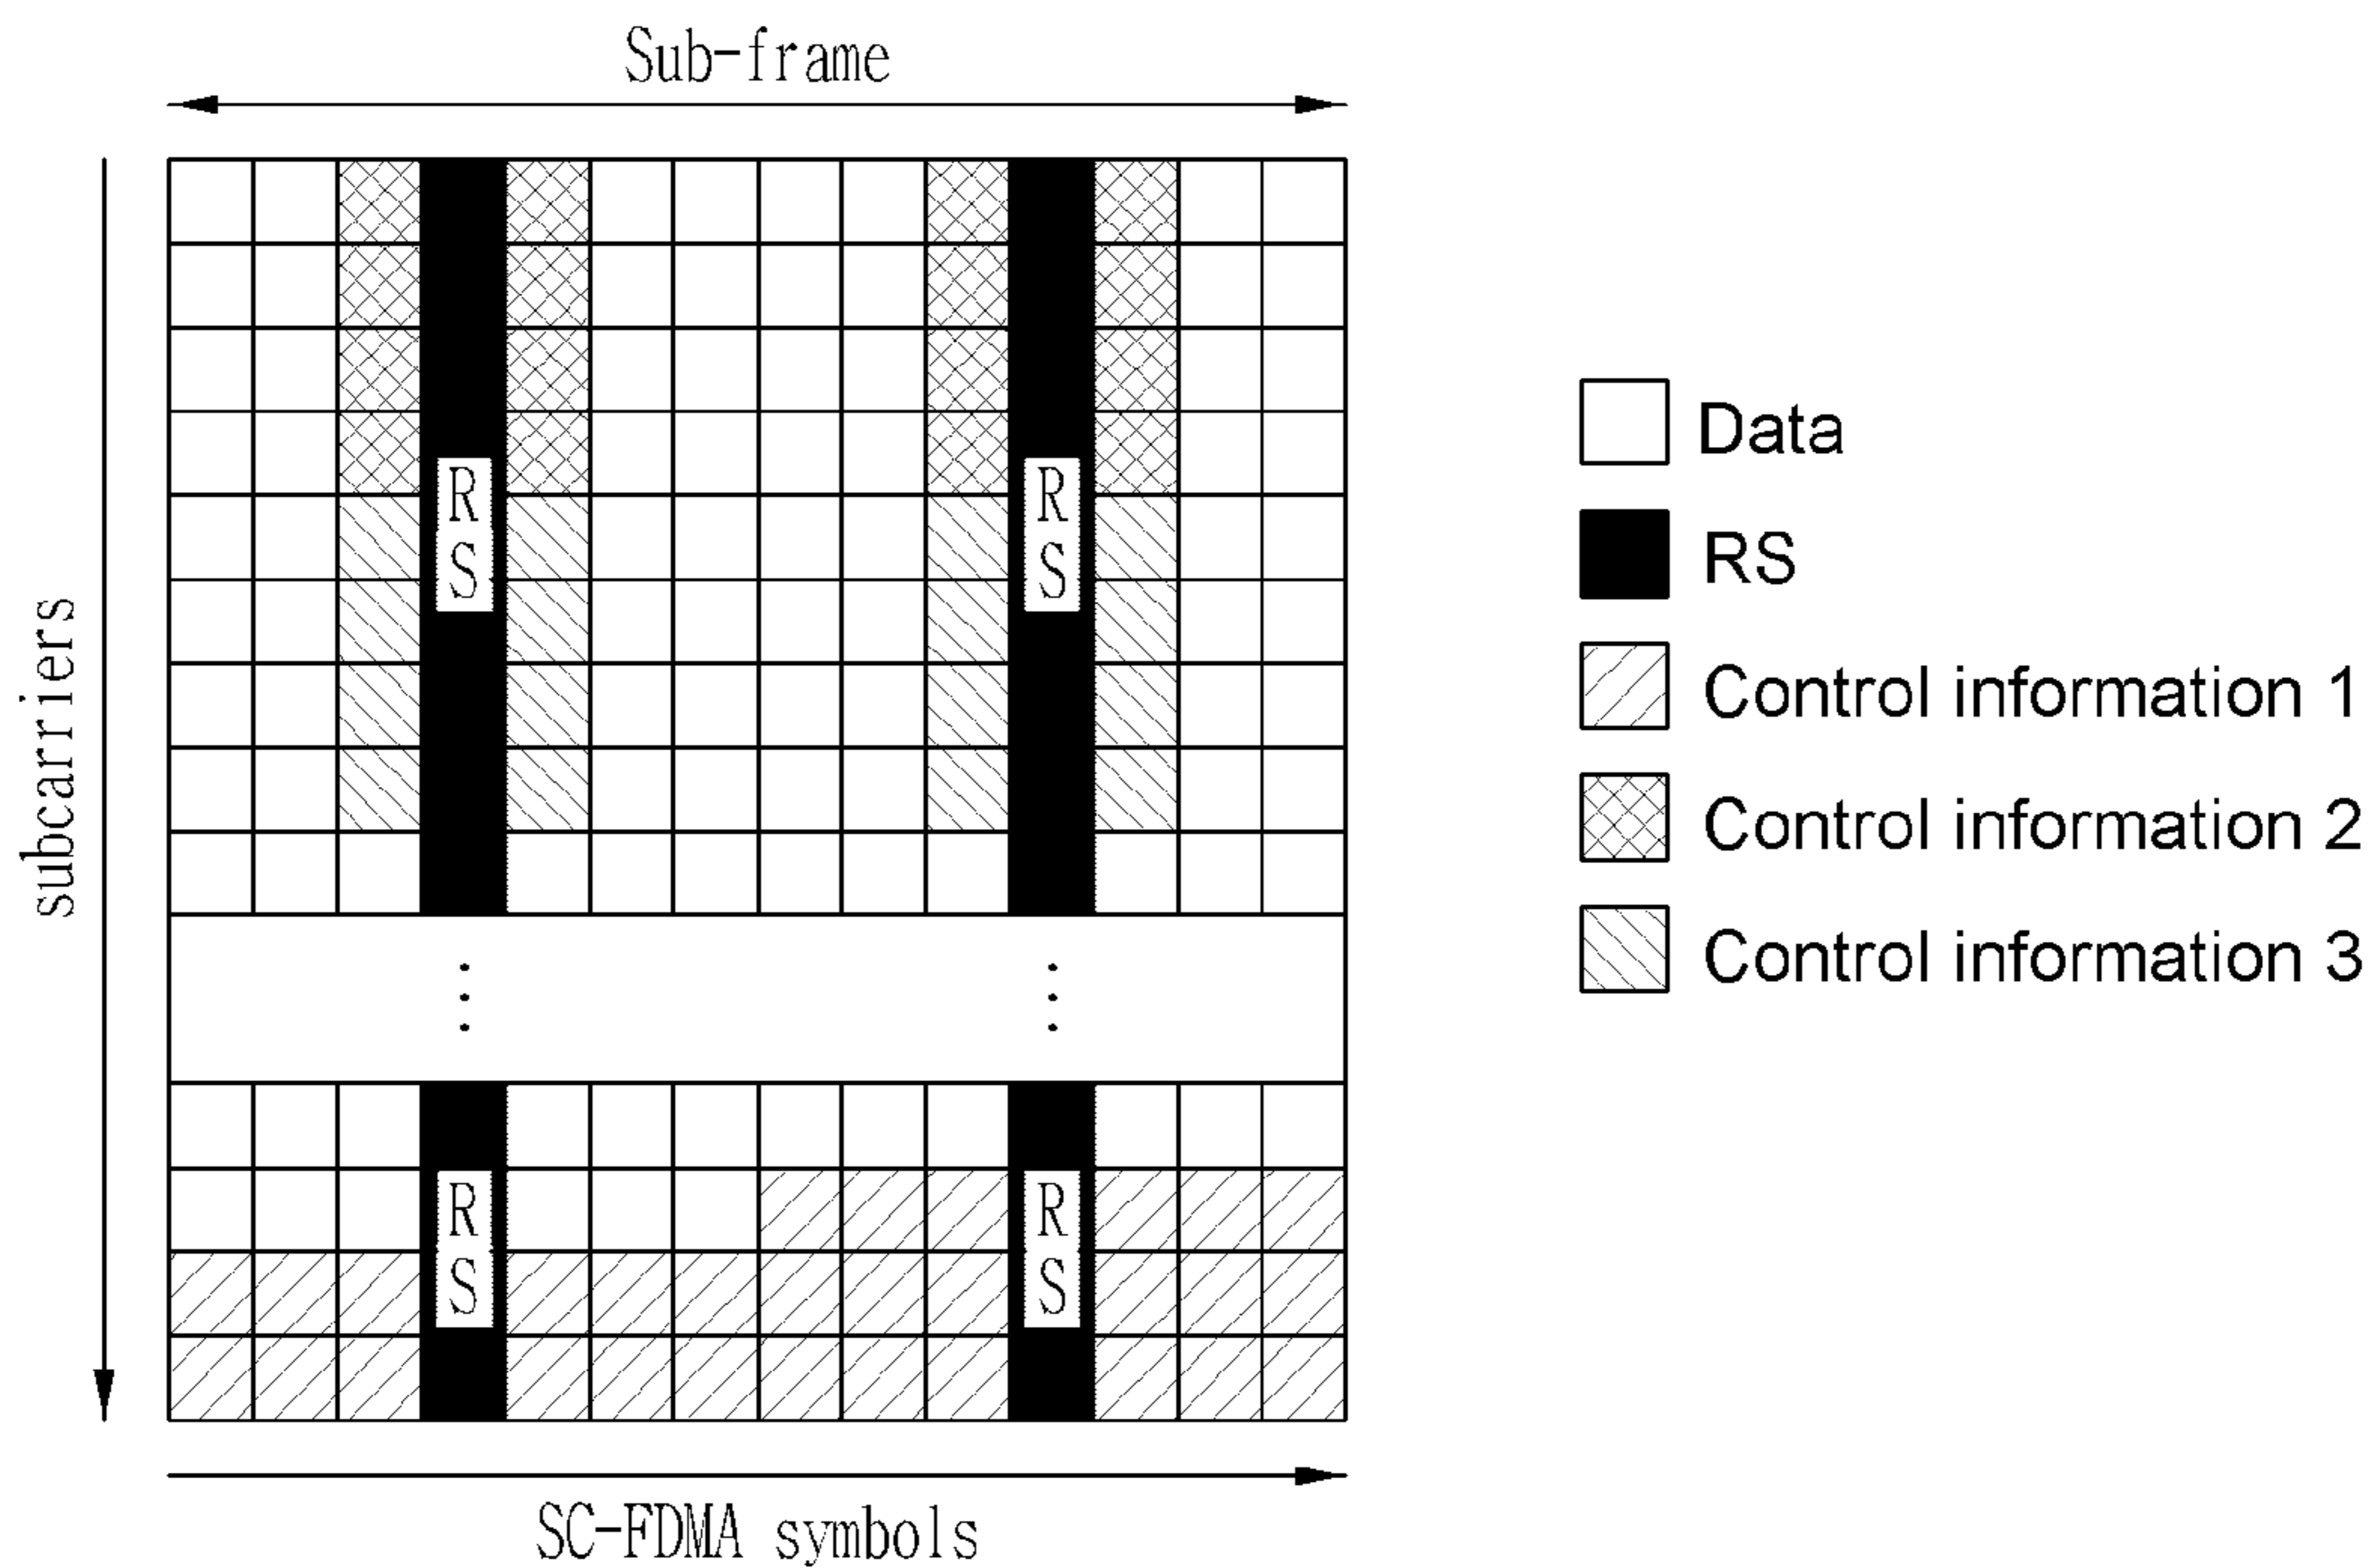 Sub-frame
subcarriers
R
S
R
S
R
S
R
S
SC-FDMA symbols
Data
RS
Control information 1
Control information 2
Control information 3